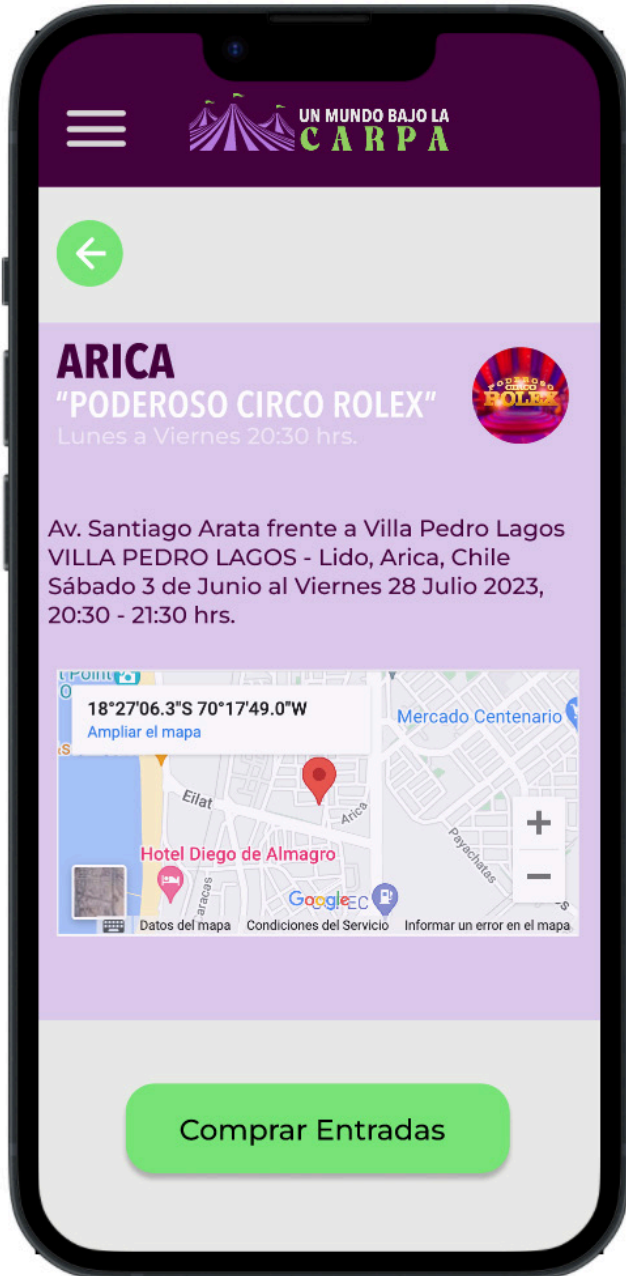 UN MUNDO BAJO LA
CARPA
ARICA
“PODEROSO CIRCO ROLEX”
Lunes a Viernes 20:30 hrs.
PODEROSO
CIRCO
ROLEX
Av. Santiago Arata frente a Villa Pedro Lagos
VILLA PEDRO LAGOS - Lido, Arica, Chile
Sábado 3 de Junio al Viernes 28 Julio 2023,
20:30 - 21:30 hrs.
t Point
18°27'06.3"S 70°17'49.0"W
Ampliar el mapa
Mercado Centenario
Eilat
Arica
Payachatas
Hotel Diego de Almagro
aracas
Google
EC
Datos del mapa Condiciones del Servicio Informar un error en el mapa
Comprar Entradas